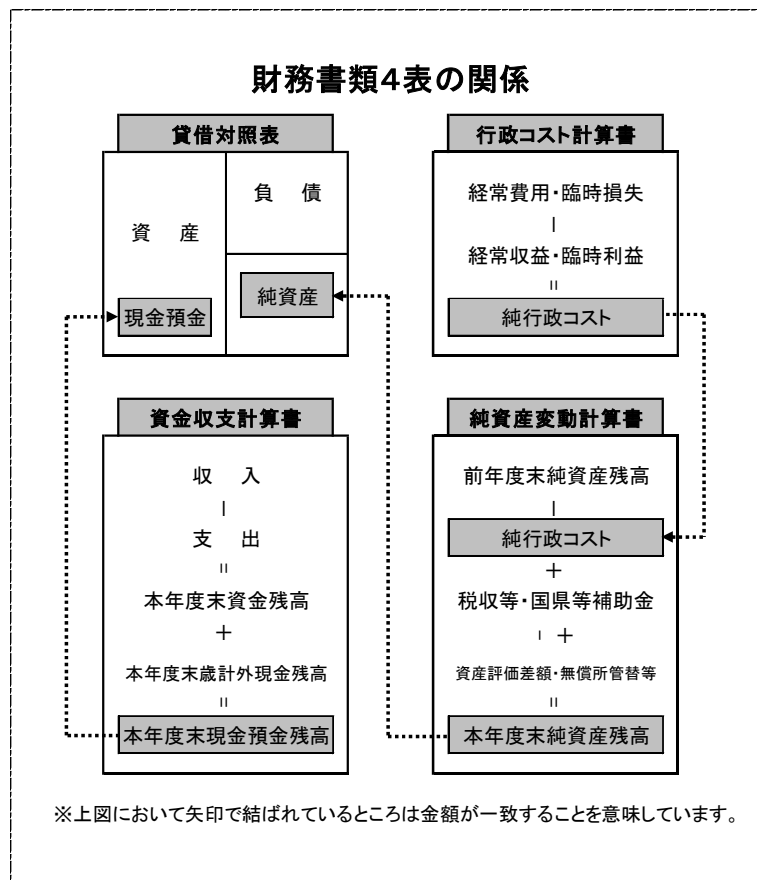 財務書類4表の関係
貸借対照表
負　債
資　産
純資産
現金預金
行政コスト計算書
経常費用・臨時損失
－
経常収益・臨時利益
＝
純行政コスト
資金収支計算書
収　入
－
支　出
＝
本年度末資金残高
＋
本年度末歳計外現金残高
＝
本年度末現金預金残高
純資産変動計算書
前年度末純資産残高
－
純行政コスト
＋
税収等・国県等補助金
－ ＋
資産評価差額・無償所管替等
＝
本年度末純資産残高
※上図において矢印で結ばれているところは金額が一致することを意味しています。